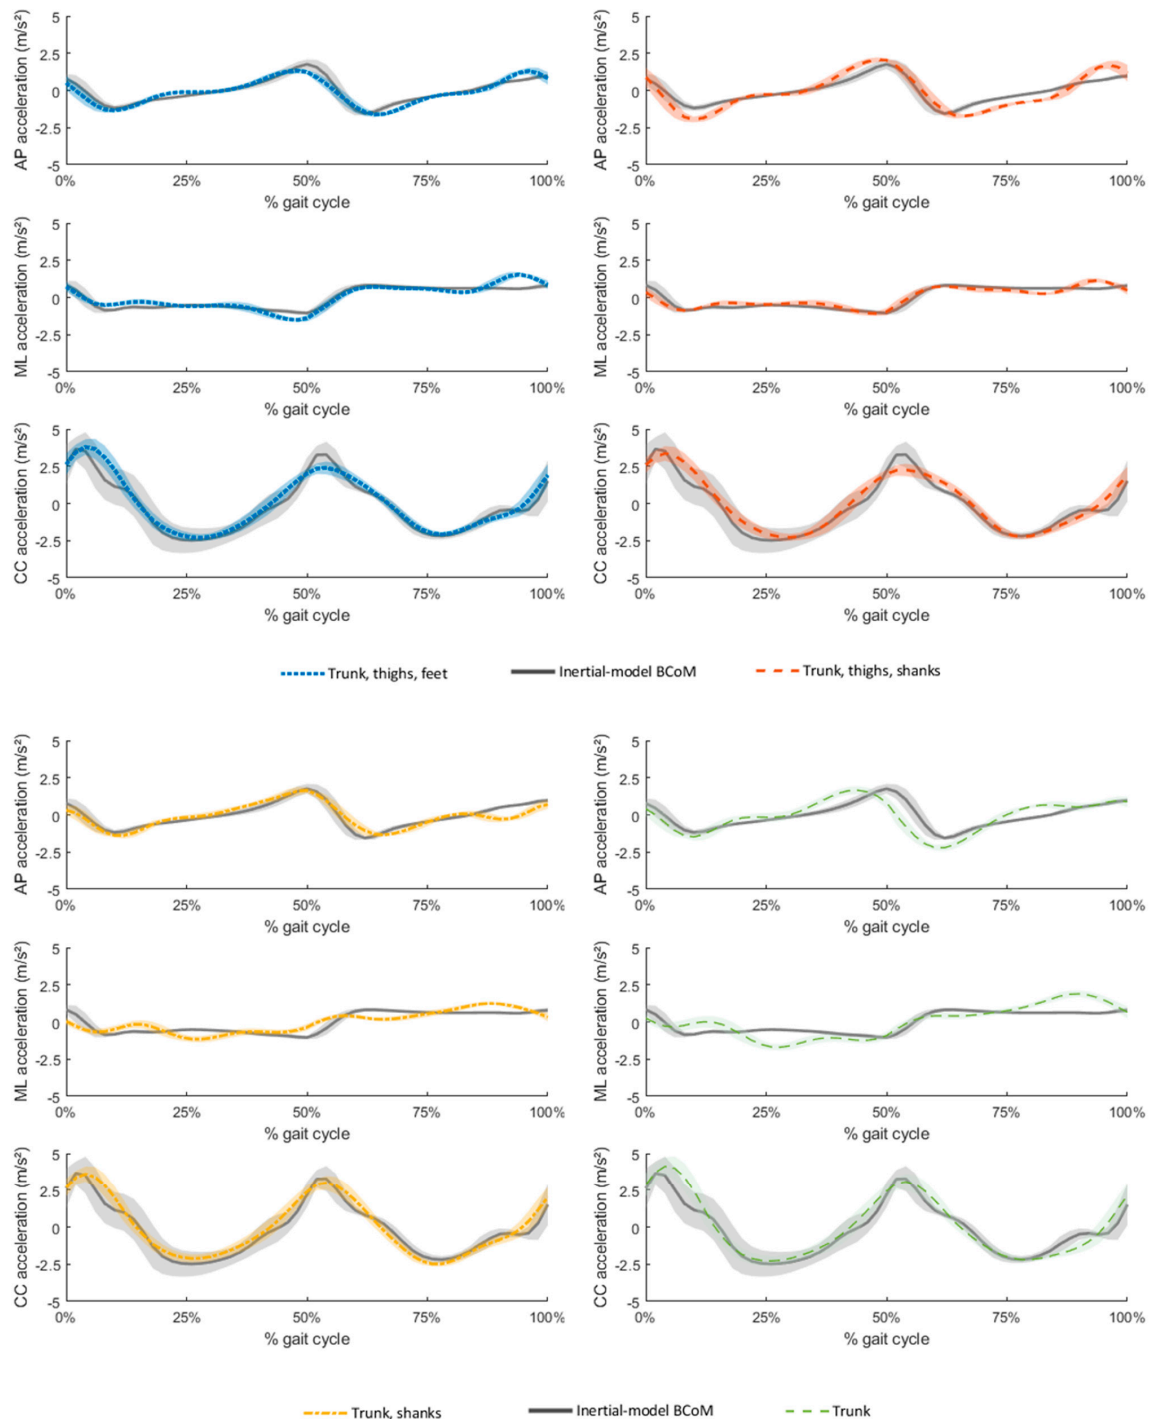 AP acceleration (m/s²)
5
2.5
0
-2.5
-5
0% 25% 50% 75% 100%
% gait cycle
AP acceleration (m/s²)
5
2.5
0
-2.5
-5
0% 25% 50% 75% 100%
% gait cycle
ML acceleration (m/s²)
5
2.5
0
-2.5
-5
0% 25% 50% 75% 100%
% gait cycle
ML acceleration (m/s²)
5
2.5
0
-2.5
-5
0% 25% 50% 75% 100%
% gait cycle
CC acceleration (m/s²)
5
2.5
0
-2.5
-5
0% 25% 50% 75% 100%
% gait cycle
CC acceleration (m/s²)
5
2.5
0
-2.5
-5
0% 25% 50% 75% 100%
% gait cycle
Trunk, thighs, feet Inertial-model BCoM Trunk, thighs, shanks
AP acceleration (m/s²)
5
2.5
0
-2.5
-5
0% 25% 50% 75% 100%
% gait cycle
AP acceleration (m/s²)
5
2.5
0
-2.5
-5
0% 25% 50% 75% 100%
% gait cycle
ML acceleration (m/s²)
5
2.5
0
-2.5
-5
0% 25% 50% 75% 100%
% gait cycle
ML acceleration (m/s²)
5
2.5
0
-2.5
-5
0% 25% 50% 75% 100%
% gait cycle
CC acceleration (m/s²)
5
2.5
0
-2.5
-5
0% 25% 50% 75% 100%
% gait cycle
CC acceleration (m/s²)
5
2.5
0
-2.5
-5
0% 25% 50% 75% 100%
% gait cycle
Trunk, shanks Inertial-model BCoM Trunk